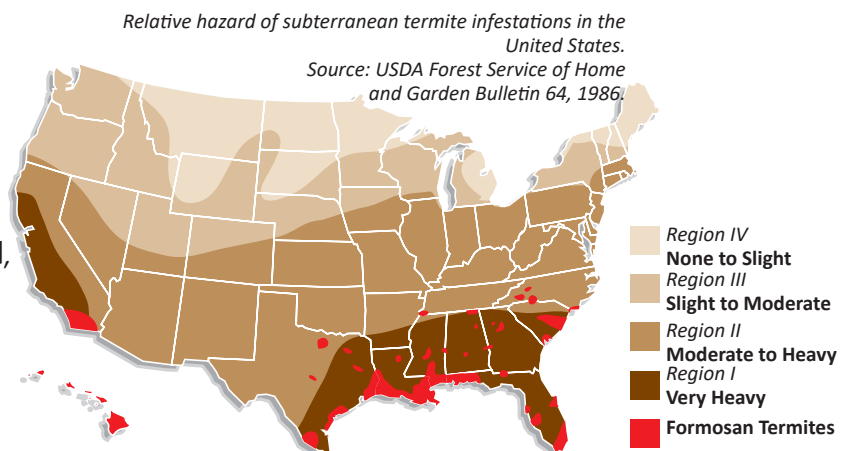 Relative hazard of subterranean termite infestations in the
United States.
Source: USDA Forest Service of Home
and Garden Bulletin 64, 1986.
l,
Region IV
None to Slight
Region III
Slight to Moderate
Region II
Moderate to Heavy
Region I
Very Heavy
Formosan Termites